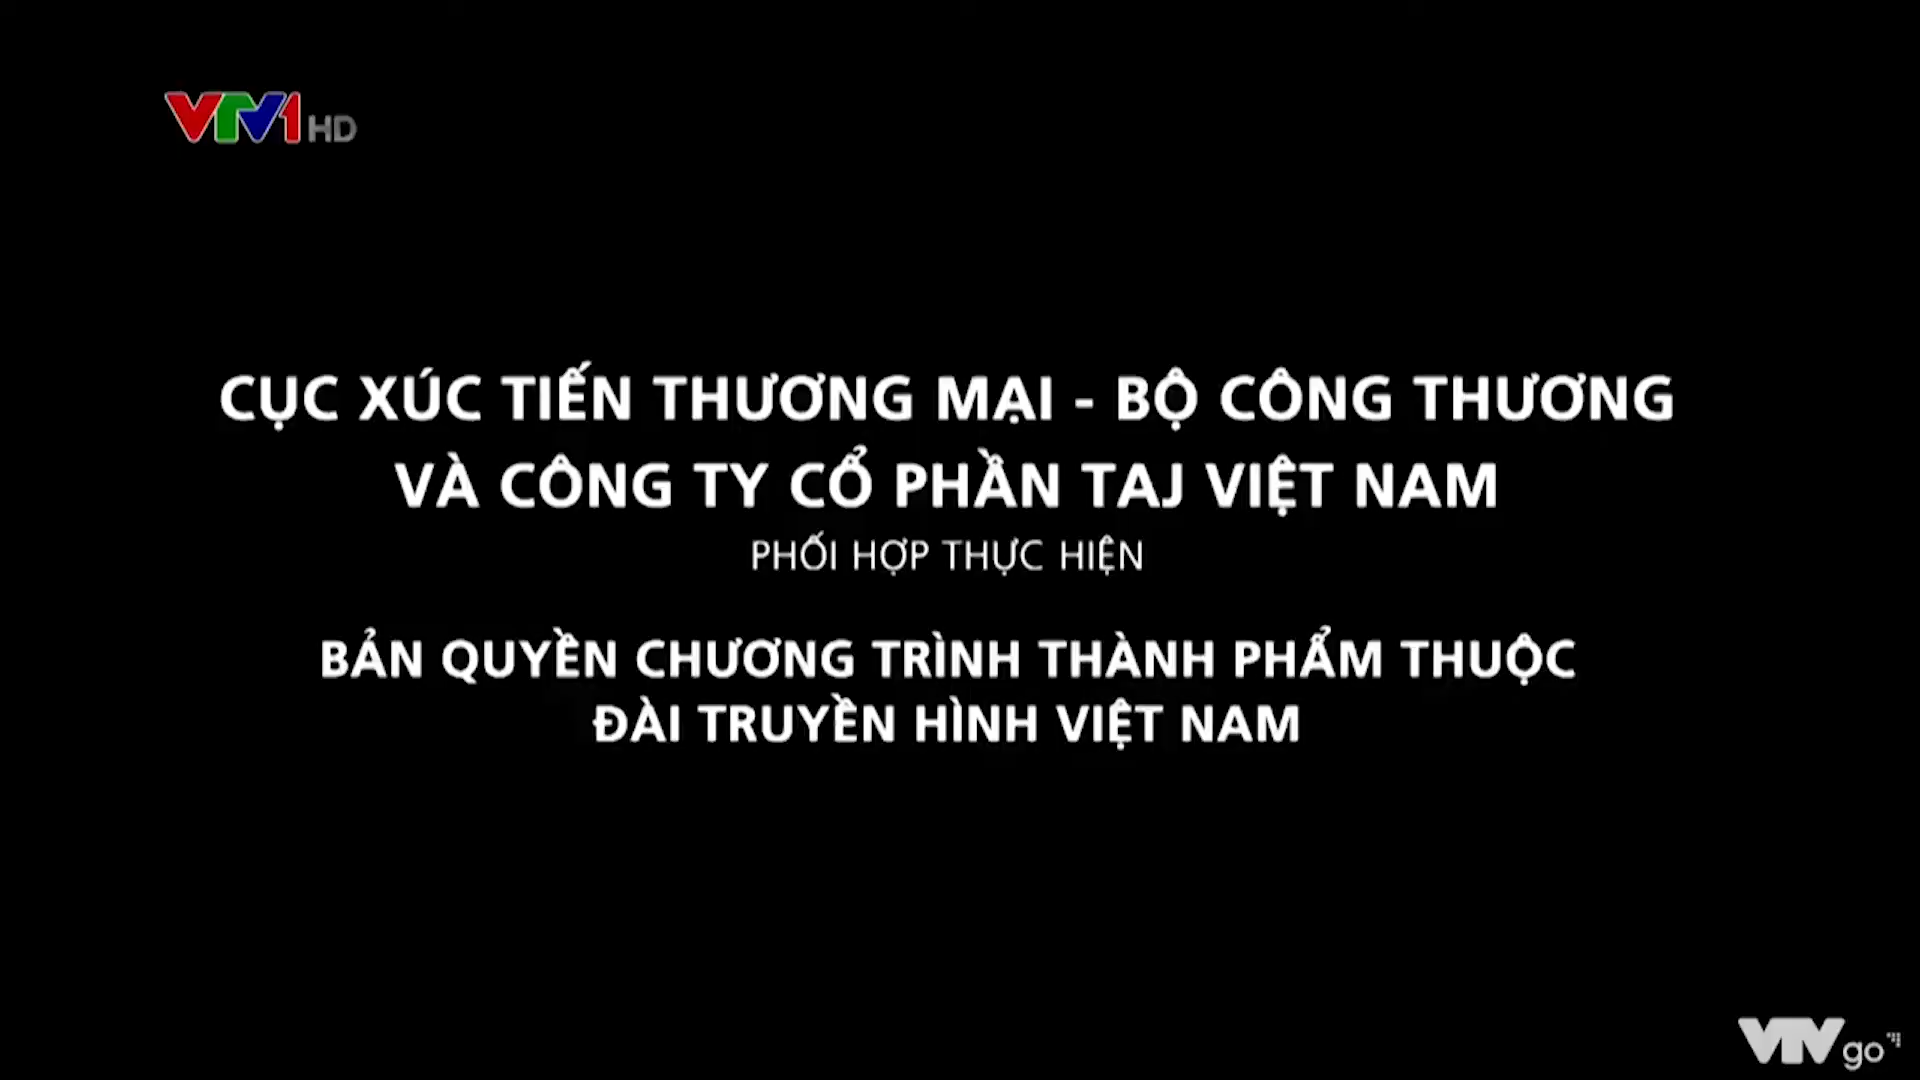 VTV1 HD
CỤC XÚC TIẾN THƯƠNG MẠI - BỘ CÔNG THƯƠNG
VÀ CÔNG TY CỔ PHẦN TAJ VIỆT NAM
PHỐI HỢP THỰC HIỆN
BẢN QUYỀN CHƯƠNG TRÌNH THÀNH PHẨM THUỘC
ĐÀI TRUYỀN HÌNH VIỆT NAM
VTV go